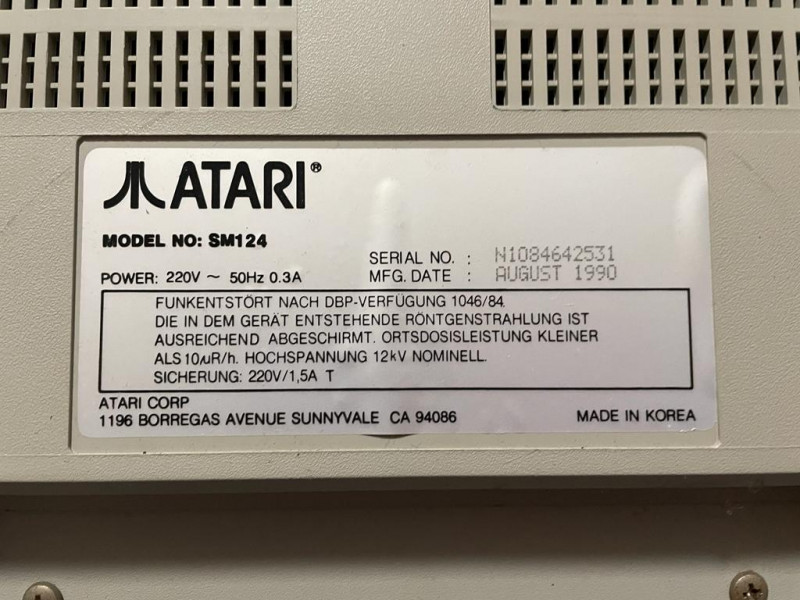 ATARI®
MODEL NO: SM124
POWER: 220V ~ 50Hz 0.3A
SERIAL NO. : N1084642531
MFG. DATE : AUGUST 1990
FUNKENTSTÖRT NACH DBP-VERFÜGUNG 1046/84.
DIE IN DEM GERÄT ENTSTEHENDE RÖNTGENSTRAHLUNG IST
AUSREICHEND ABGESCHIRMT. ORTSDOSISLEISTUNG KLEINER
ALS 10µR/h. HOCHSPANNUNG 12kV NOMINELL.
SICHERUNG: 220V/1,5A T
ATARI CORP
1196 BORREGAS AVENUE SUNNYVALE CA 94086
MADE IN KOREA